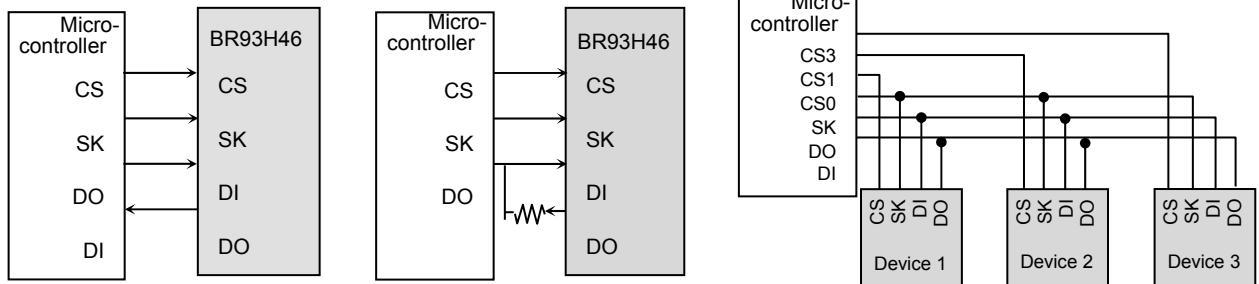 Micro-
controller
CS
SK
DO
DI
BR93H46
CS
SK
DI
DO
Micro-
controller
CS
SK
DO
BR93H46
CS
SK
DI
DO
Micro-
controller
CS3
CS1
CS0
SK
DO
DI
CS
SK
DI
DO
Device 1
CS
SK
DI
DO
Device 2
CS
SK
DI
DO
Device 3